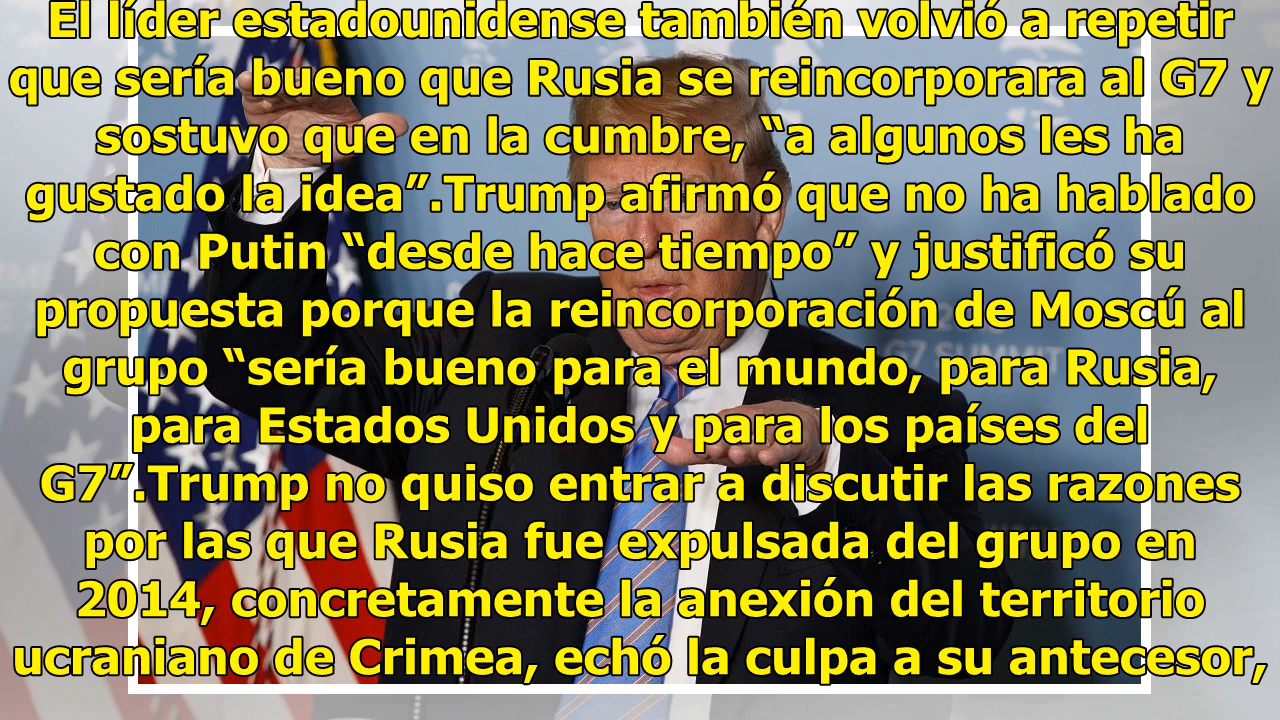 El líder estadounidense también volvió a repetir
que sería bueno que Rusia se reincorporara al G7 y
sostuvo que en la cumbre, “a algunos les ha
gustado la idea”.Trump afirmó que no ha hablado
con Putin “desde hace tiempo” y justificó su
propuesta porque la reincorporación de Moscú al
grupo “sería bueno para el mundo, para Rusia,
para Estados Unidos y para los países del
G7”.Trump no quiso entrar a discutir las razones
por las que Rusia fue expulsada del grupo en
2014, concretamente la anexión del territorio
ucraniano de Crimea, echó la culpa a su antecesor,
G7 SUMMIT